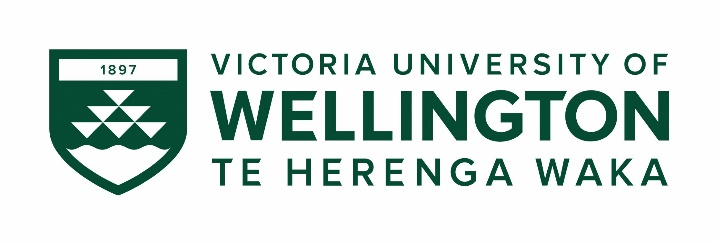 1897
VICTORIA UNIVERSITY OF
WELLINGTON
TE HERENGA WAKA